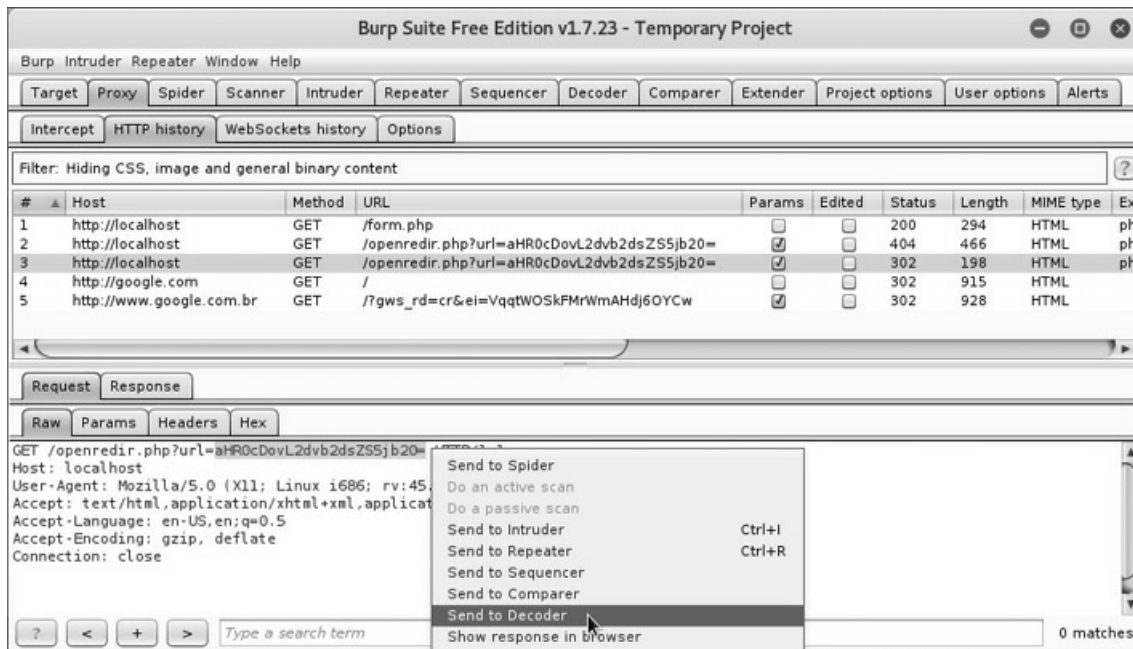 Burp Suite Free Edition v1.7.23 - Temporary Project
Burp Intruder Repeater Window Help
Target Proxy Spider Scanner Intruder Repeater Sequencer Decoder Comparer Extender Project options User options Alerts
Intercept HTTP history WebSockets history Options
Filter: Hiding CSS, image and general binary content ?
# Host Method URL Params Edited Status Length MIME type Ex
1 http://localhost GET /form.php 200 294 HTML ph
2 http://localhost GET /openredir.php?url=aHR0cDovL2dvb2dsZS5jb20= 404 466 HTML ph
3 http://localhost GET /openredir.php?url=aHR0cDovL2dvb2dsZS5jb20= 302 198 HTML ph
4 http://google.com GET / 302 915 HTML
5 http://www.google.com.br GET /?gws_rd=cr&ei=VqqtWOSkFMrWmAHdj6OYCw 302 928 HTML
Request Response
Raw Params Headers Hex
GET /openredir.php?url=aHR0cDovL2dvb2dsZS5jb20=
Host: localhost
User-Agent: Mozilla/5.0 (X11; Linux i686; rv:45.
Accept: text/html,application/xhtml+xml,applicat
Accept-Language: en-US,en;q=0.5
Accept-Encoding: gzip, deflate
Connection: close
Send to Spider
Do an active scan
Do a passive scan
Send to Intruder Ctrl+I
Send to Repeater Ctrl+R
Send to Sequencer
Send to Comparer
Send to Decoder
Show response in browser
? < + > Type a search term 0 matches